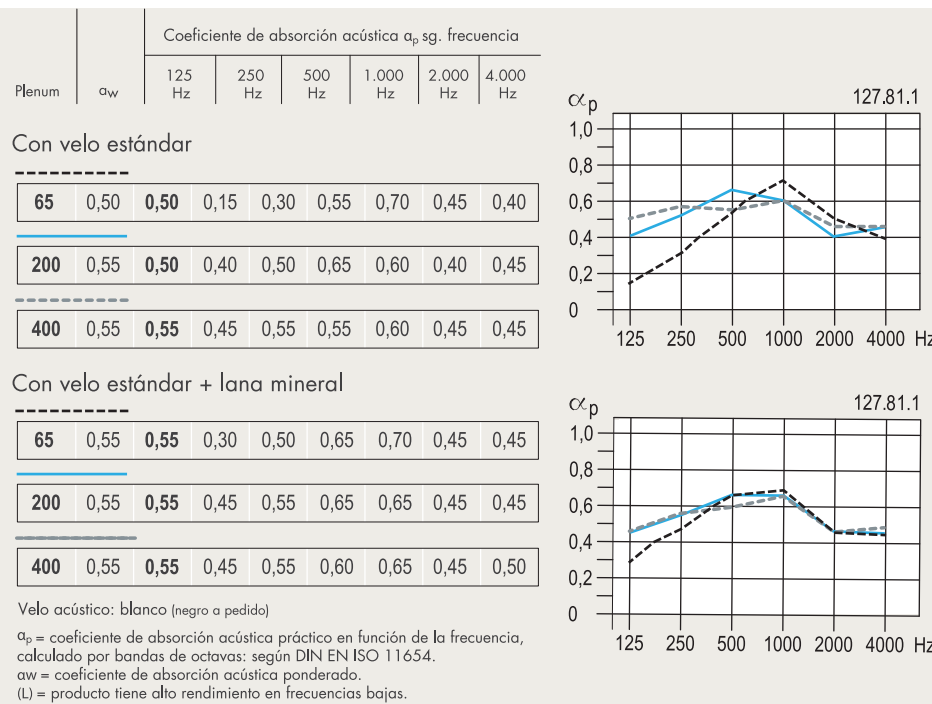 Coeficiente de absorción acústica αp sg. frecuencia
Plenum αw 125 Hz 250 Hz 500 Hz 1.000 Hz 2.000 Hz 4.000 Hz
Con velo estándar
65 0,50 0,50 0,15 0,30 0,55 0,70 0,45 0,40
200 0,55 0,50 0,40 0,50 0,65 0,60 0,40 0,45
400 0,55 0,55 0,45 0,55 0,55 0,60 0,45 0,45
Con velo estándar + lana mineral
65 0,55 0,55 0,30 0,50 0,65 0,70 0,45 0,45
200 0,55 0,55 0,45 0,55 0,65 0,65 0,45 0,45
400 0,55 0,55 0,45 0,55 0,60 0,65 0,45 0,50
Velo acústico: blanco (negro a pedido)
αp = coeficiente de absorción acústica práctico en función de la frecuencia,
calculado por bandas de octavas: según DIN EN ISO 11654.
aw = coeficiente de absorción acústica ponderado.
(L) = producto tiene alto rendimiento en frecuencias bajas.
αp 127.81.1
1,0
0,8
0,6
0,4
0,2
0
125 250 500 1000 2000 4000 Hz
αp 127.81.1
1,0
0,8
0,6
0,4
0,2
0
125 250 500 1000 2000 4000 Hz